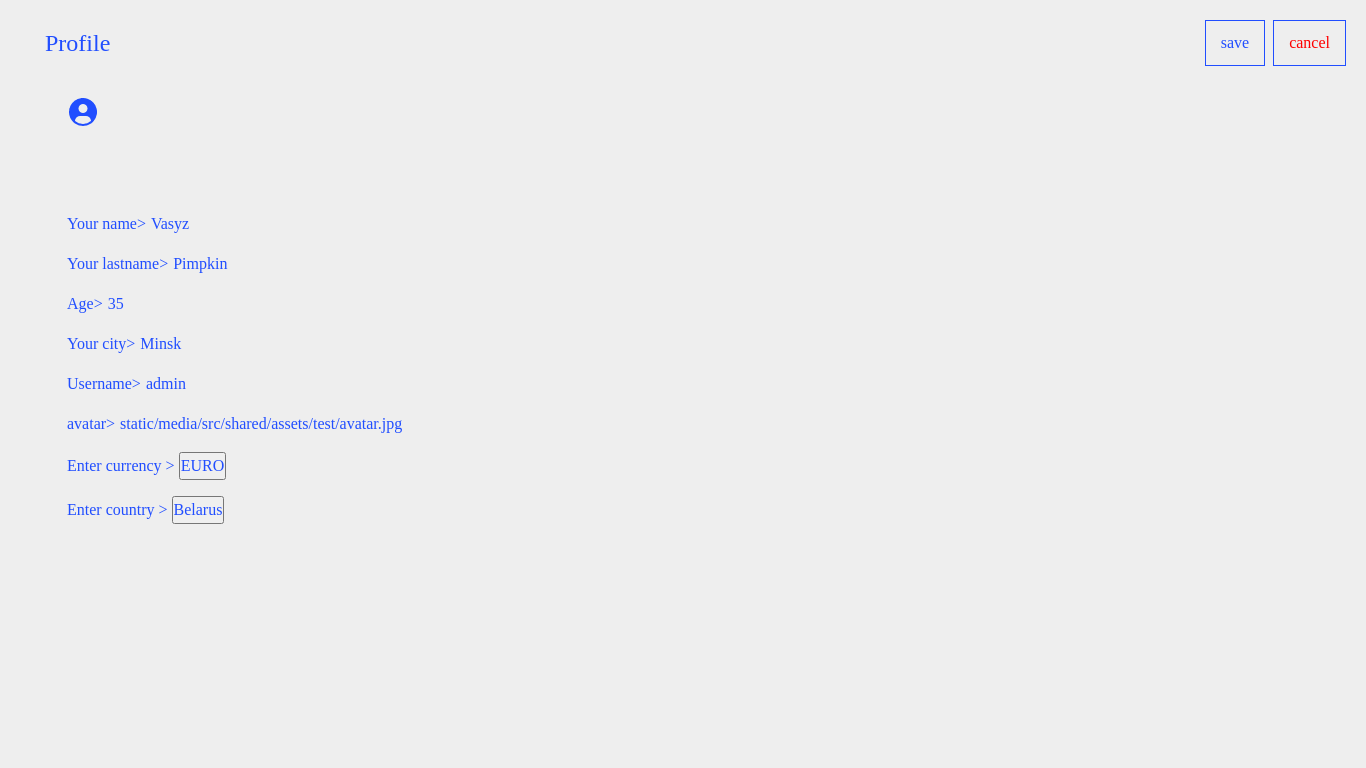 Profile
save
cancel
Your name> Vasyz
Your lastname> Pimpkin
Age> 35
Your city> Minsk
Username> admin
avatar> static/media/src/shared/assets/test/avatar.jpg
Enter currency > EURO
Enter country > Belarus